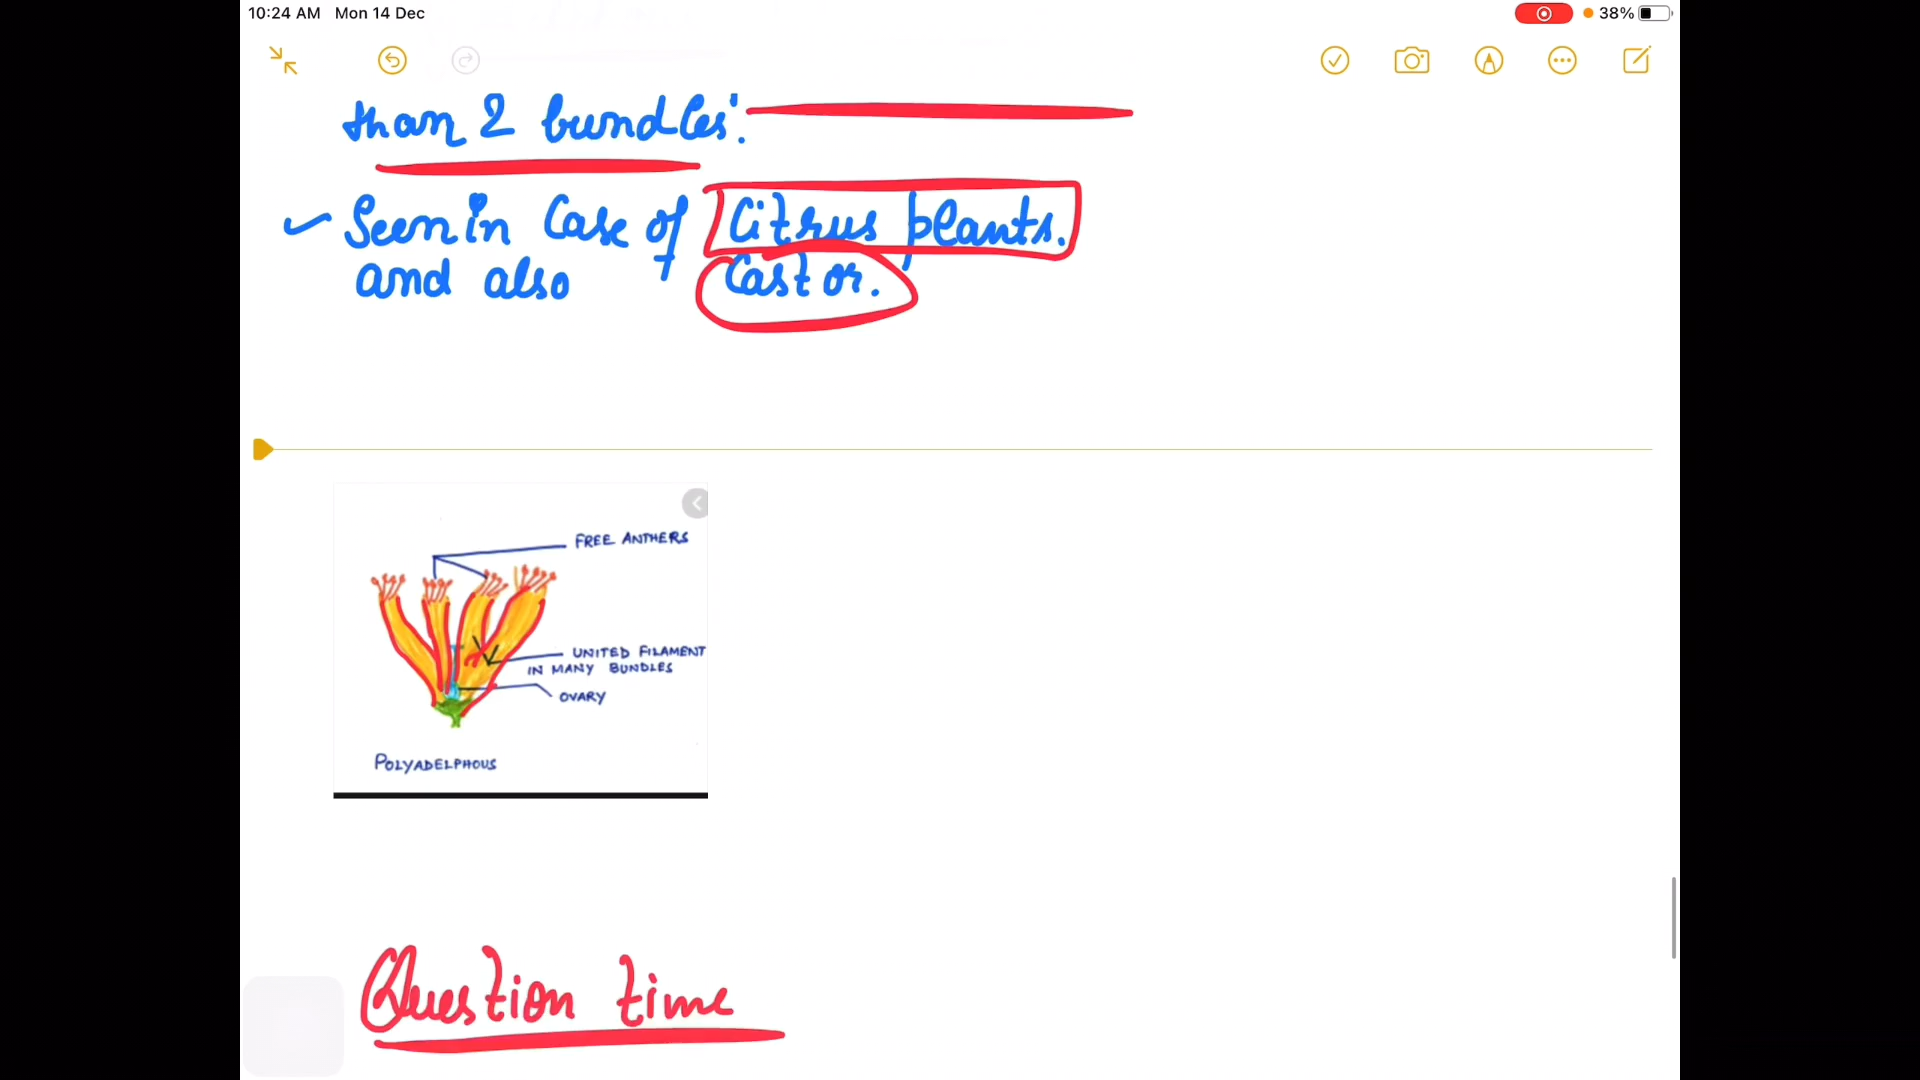 10:24 AM Mon 14 Dec
38%
than 2 bundles.
Seen in Case of Citrus plants.
and also Castor.
FREE ANTHERS
UNITED FILAMENT
IN MANY BUNDLES
OVARY
POLYADELPHOUS
Question time